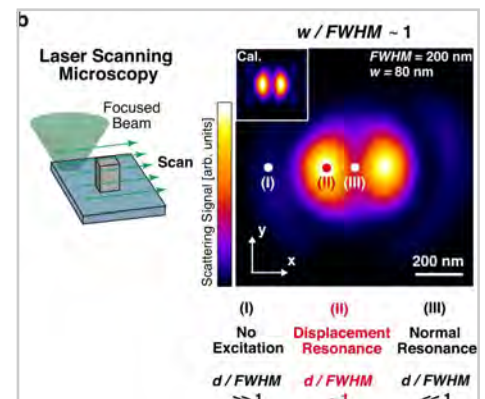 b
w / FWHM ~ 1
Laser Scanning
Microscopy
Focused
Beam
Scan
Scattering Signal [arb. units]
Cal.
FWHM = 200 nm
w = 80 nm
(I)
(II)
(III)
y
x
200 nm
(I)
(II)
(III)
No
Excitation
Displacement
Resonance
Normal
Resonance
d / FWHM
d / FWHM
d / FWHM